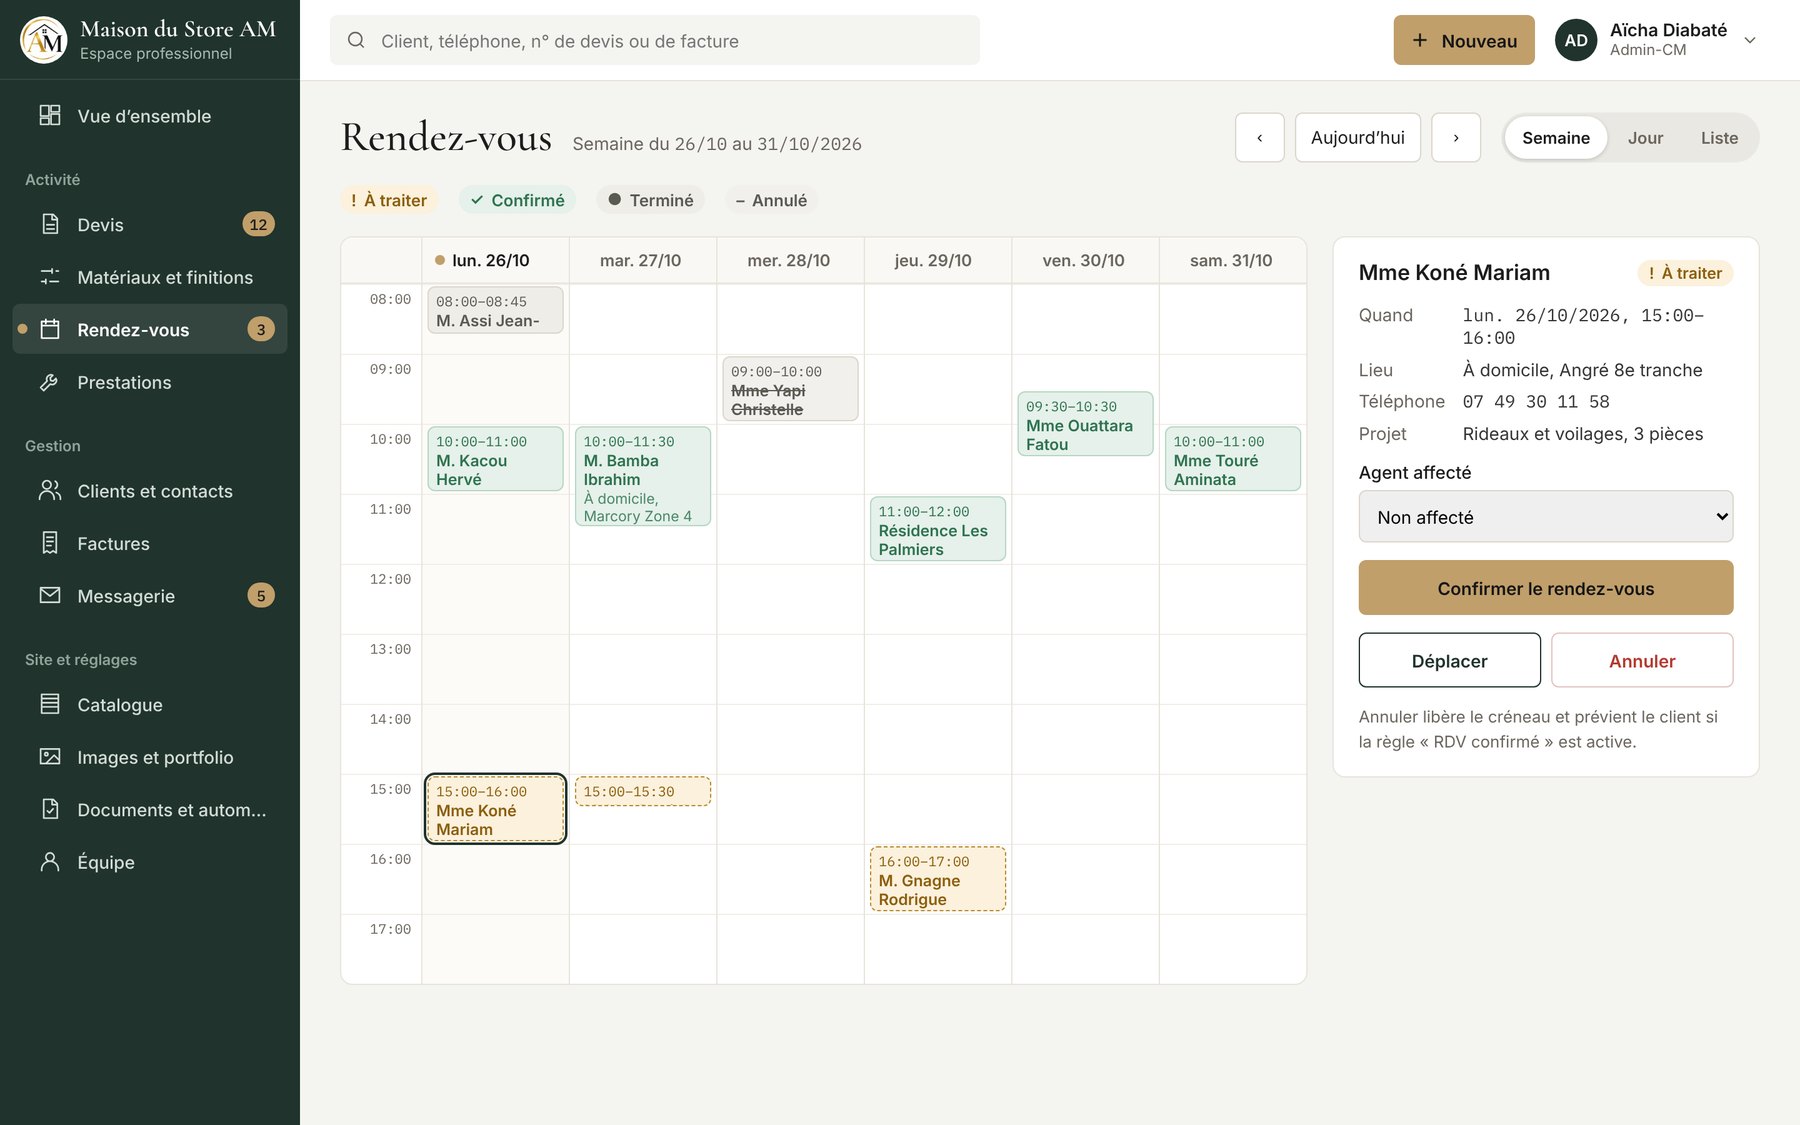 AM
Maison du Store AM
Espace professionnel
Client, téléphone, n° de devis ou de facture
+ Nouveau
AD
Aïcha Diabaté
Admin-CM
Vue d’ensemble
Activité
Devis 12
Matériaux et finitions
Rendez-vous 3
Prestations
Gestion
Clients et contacts
Factures
Messagerie 5
Site et réglages
Catalogue
Images et portfolio
Documents et autom...
Équipe
Rendez-vous Semaine du 26/10 au 31/10/2026
‹ Aujourd’hui › Semaine Jour Liste
! À traiter ✓ Confirmé ● Terminé – Annulé
lun. 26/10 mar. 27/10 mer. 28/10 jeu. 29/10 ven. 30/10 sam. 31/10
08:00
09:00
10:00
11:00
12:00
13:00
14:00
15:00
16:00
17:00
08:00–08:45
M. Assi Jean-
10:00–11:00
M. Kacou
Hervé
15:00–16:00
Mme Koné
Mariam
10:00–11:30
M. Bamba
Ibrahim
À domicile,
Marcory Zone 4
15:00–15:30
09:00–10:00
Mme Yapi
Christelle
11:00–12:00
Résidence Les
Palmiers
16:00–17:00
M. Gnagne
Rodrigue
09:30–10:30
Mme Ouattara
Fatou
10:00–11:00
Mme Touré
Aminata
Mme Koné Mariam ! À traiter
Quand lun. 26/10/2026, 15:00–
16:00
Lieu À domicile, Angré 8e tranche
Téléphone 07 49 30 11 58
Projet Rideaux et voilages, 3 pièces
Agent affecté
Non affecté
Confirmer le rendez-vous
Déplacer Annuler
Annuler libère le créneau et prévient le client si
la règle « RDV confirmé » est active.